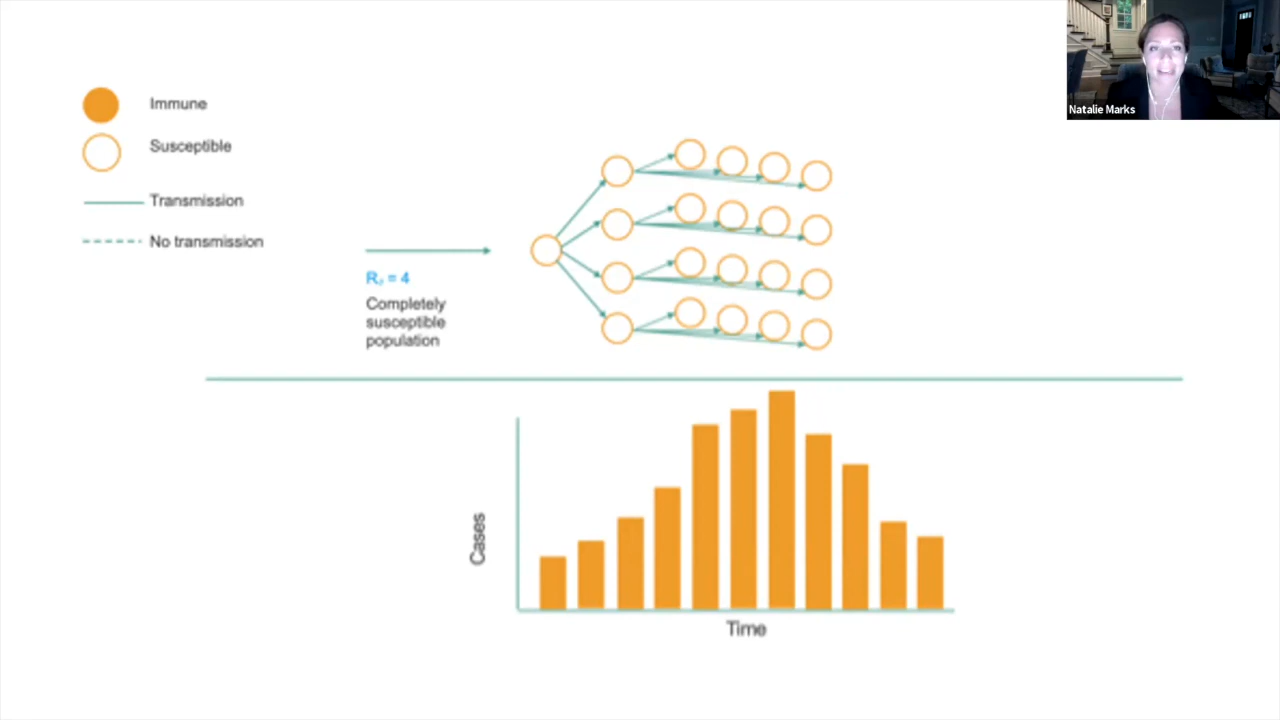 Natalie Marks
Immune
Susceptible
Transmission
No transmission
R₀ = 4
Completely
susceptible
population
Cases
Time